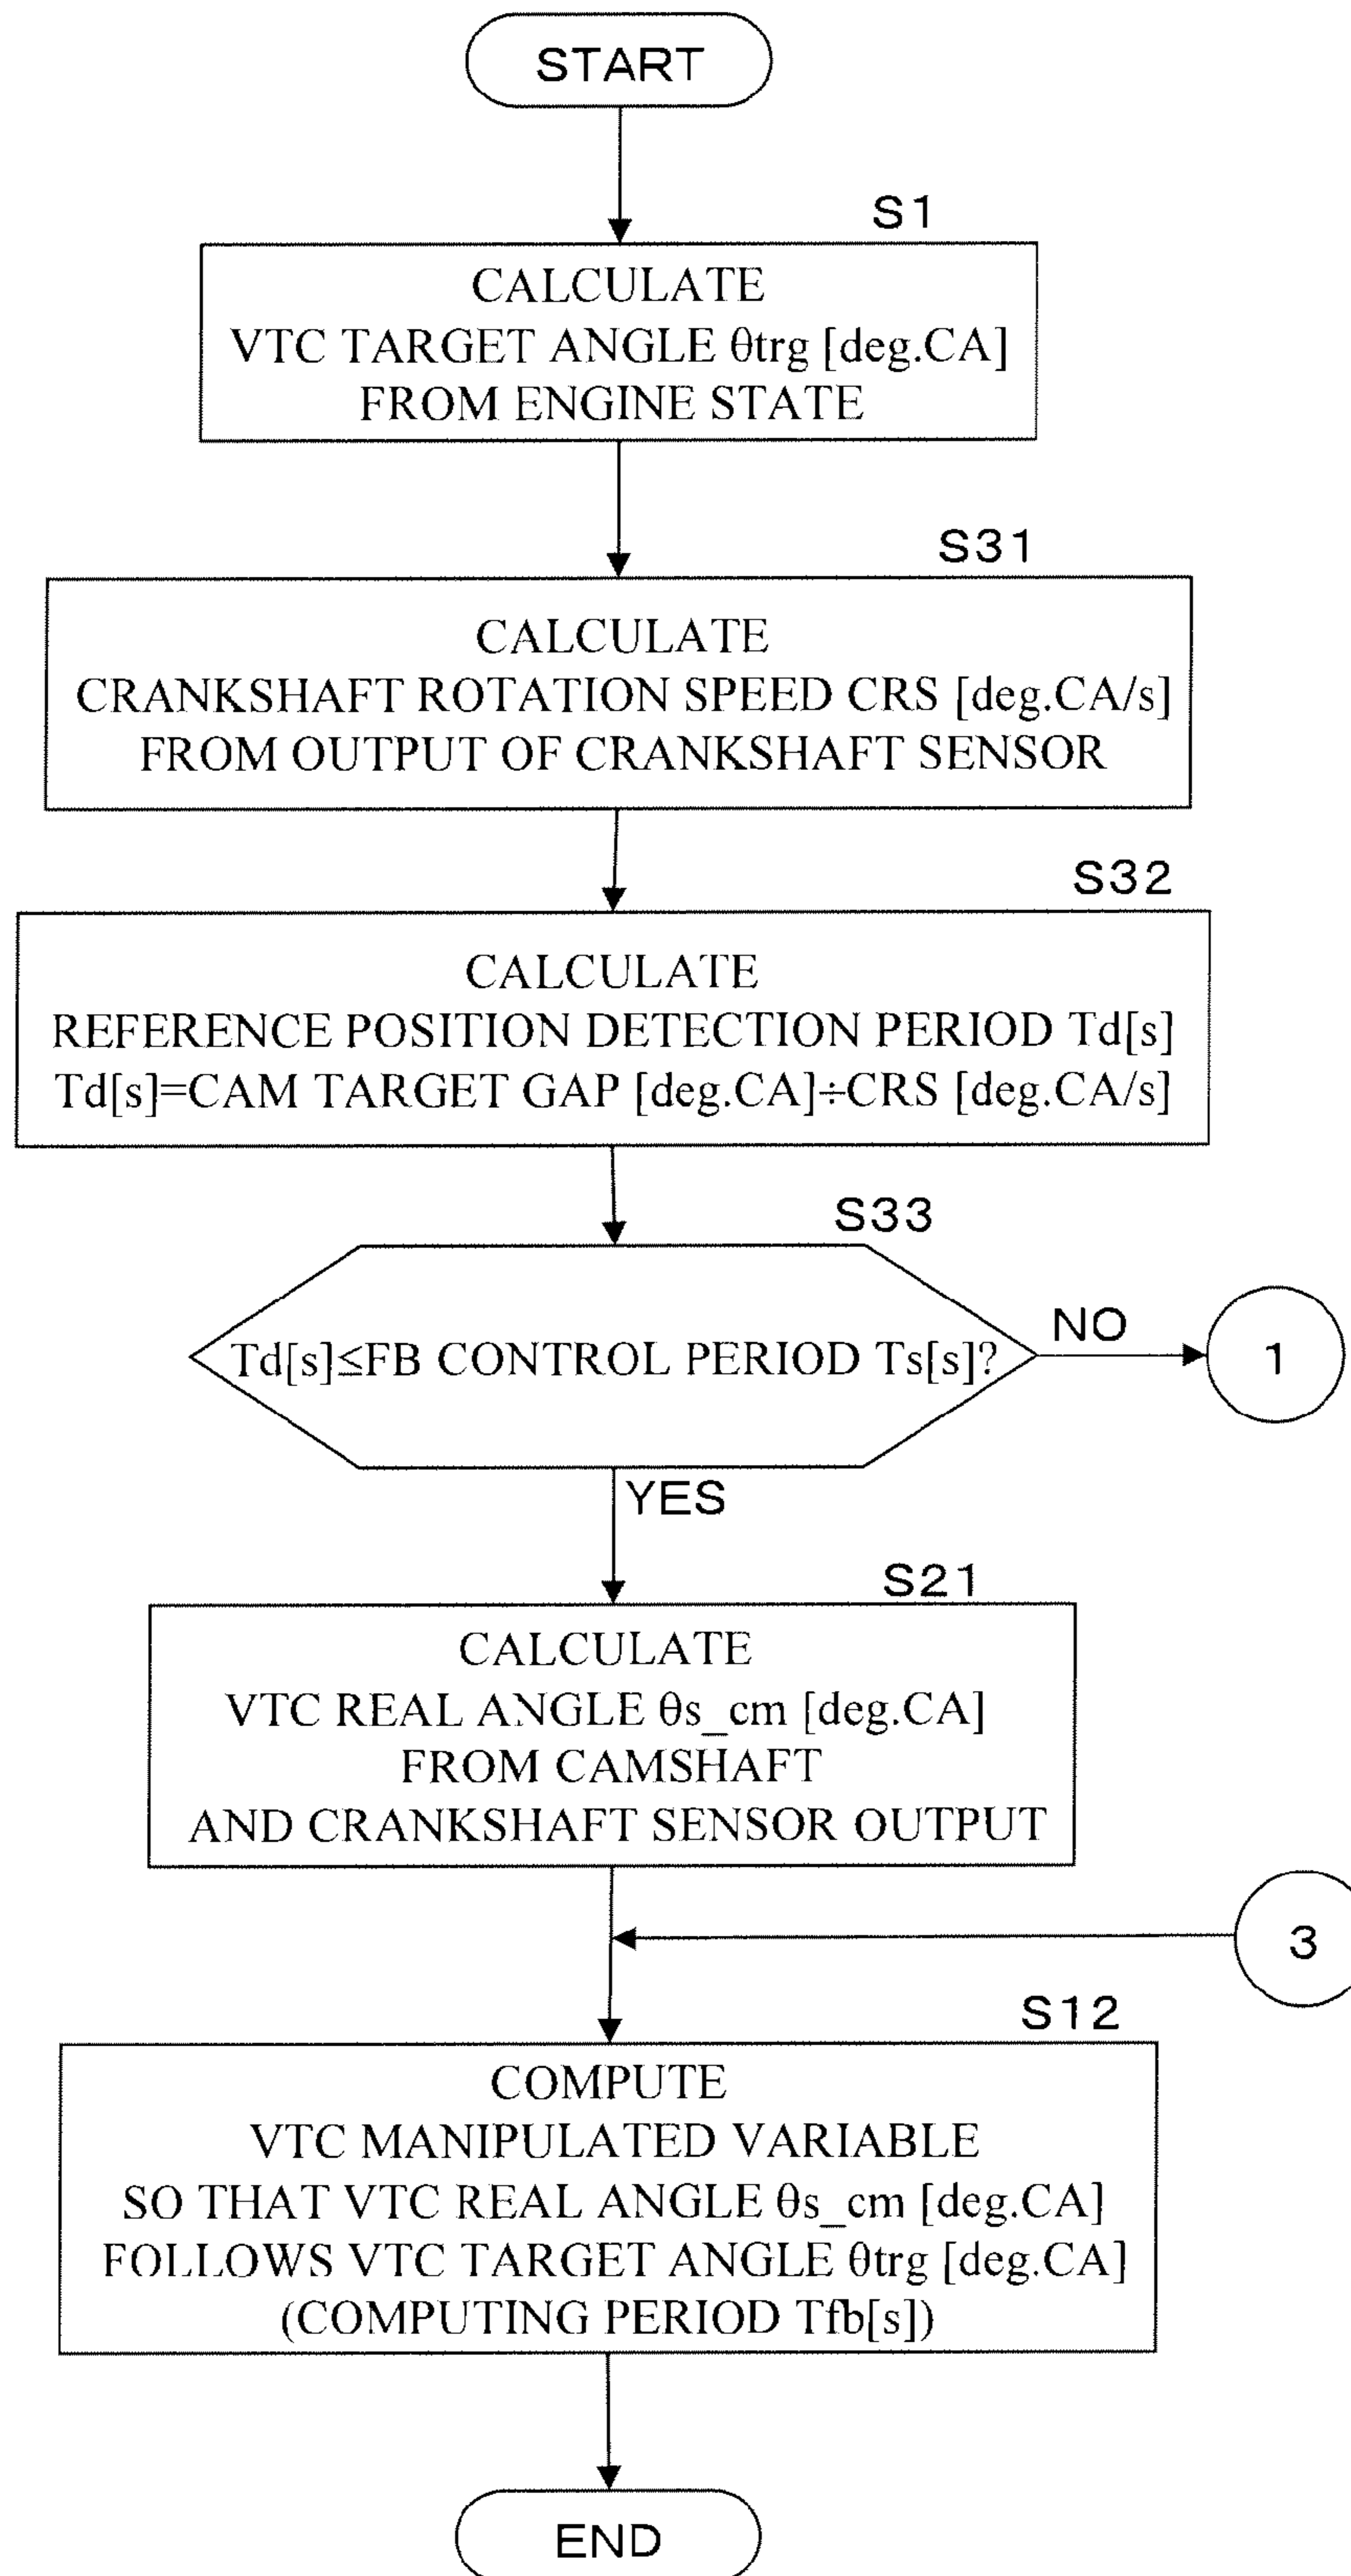 START
S1
CALCULATE
VTC TARGET ANGLE θtrg [deg.CA]
FROM ENGINE STATE
S31
CALCULATE
CRANKSHAFT ROTATION SPEED CRS [deg.CA/s]
FROM OUTPUT OF CRANKSHAFT SENSOR
S32
CALCULATE
REFERENCE POSITION DETECTION PERIOD Td[s]
Td[s]=CAM TARGET GAP [deg.CA]÷CRS [deg.CA/s]
S33
Td[s]≦FB CONTROL PERIOD Ts[s]?
NO
1
YES
S21
CALCULATE
VTC REAL ANGLE θs_cm [deg.CA]
FROM CAMSHAFT
AND CRANKSHAFT SENSOR OUTPUT
3
S12
COMPUTE
VTC MANIPULATED VARIABLE
SO THAT VTC REAL ANGLE θs_cm [deg.CA]
FOLLOWS VTC TARGET ANGLE θtrg [deg.CA]
(COMPUTING PERIOD Tfb[s])
END